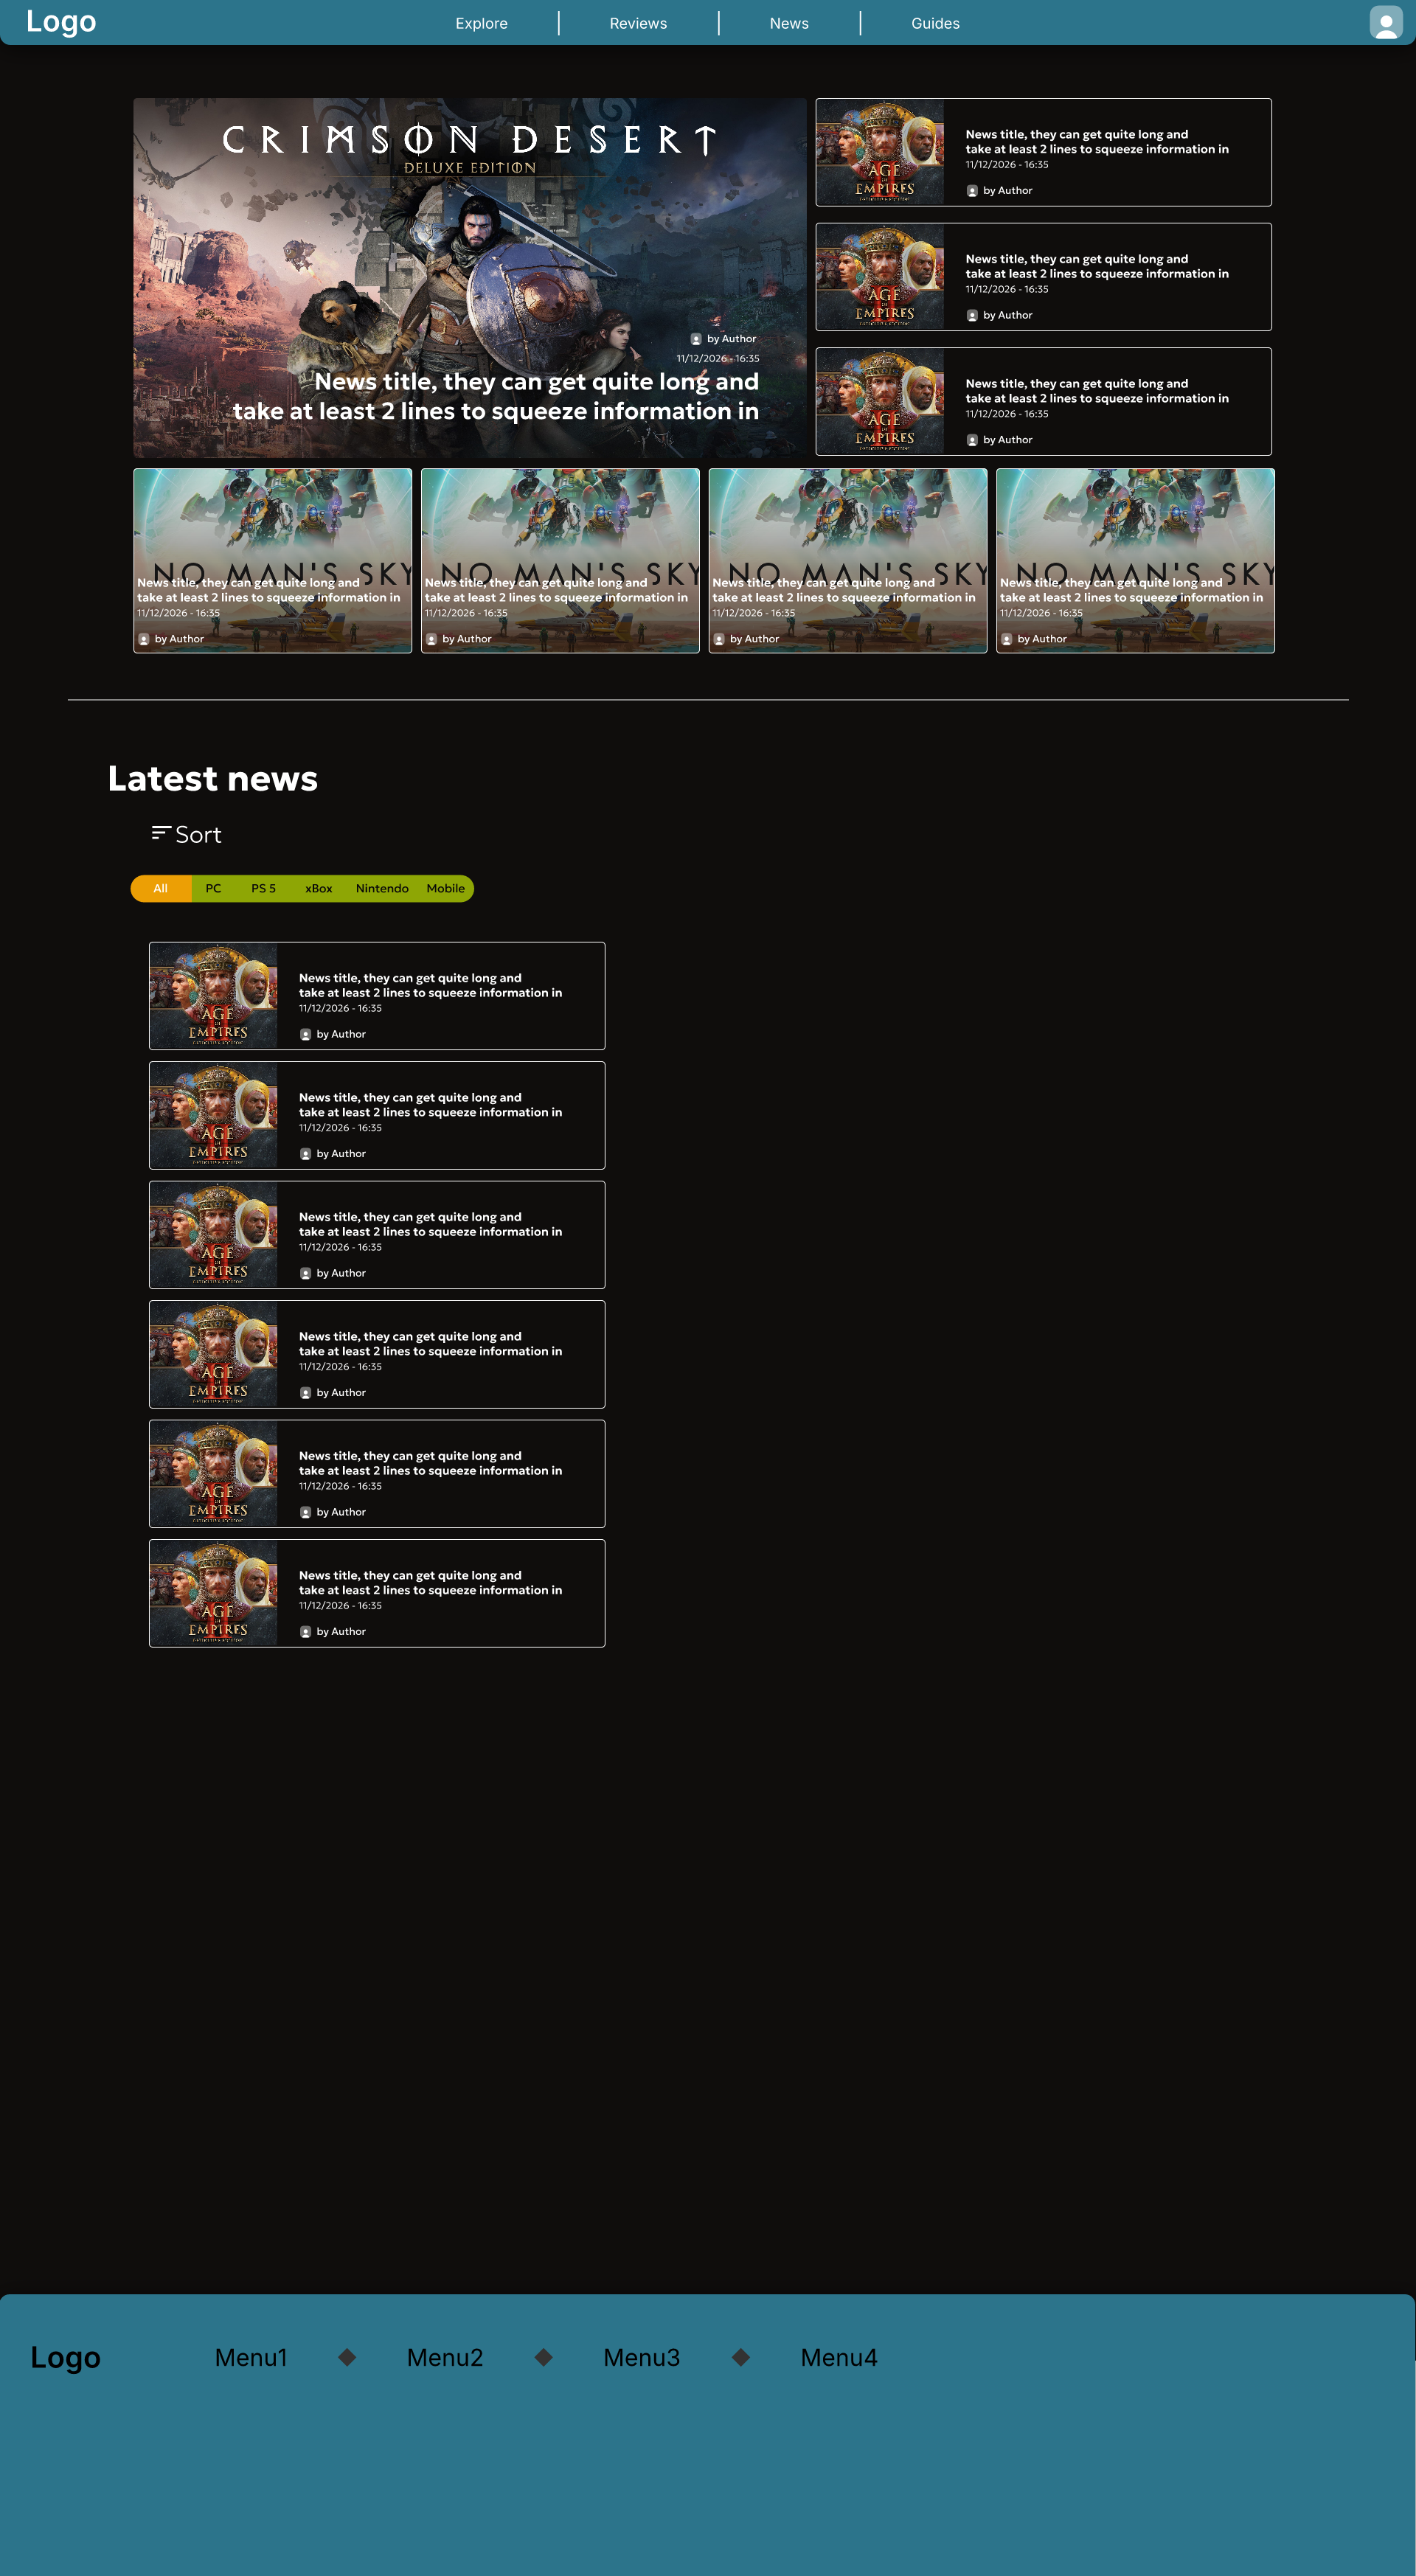 Logo
Explore
Reviews
News
Guides
CRIMSON DESERT
DELUXE EDITION
by Author
11/12/2026 - 16:35
News title, they can get quite long and
take at least 2 lines to squeeze information in
AGE
EMPIRES
II
News title, they can get quite long and
take at least 2 lines to squeeze information in
11/12/2026 - 16:35
by Author
AGE
EMPIRES
II
News title, they can get quite long and
take at least 2 lines to squeeze information in
11/12/2026 - 16:35
by Author
AGE
EMPIRES
II
News title, they can get quite long and
take at least 2 lines to squeeze information in
11/12/2026 - 16:35
by Author
NO MAN'S SKY
News title, they can get quite long and
take at least 2 lines to squeeze information in
11/12/2026 - 16:35
by Author
NO MAN'S SKY
News title, they can get quite long and
take at least 2 lines to squeeze information in
11/12/2026 - 16:35
by Author
NO MAN'S SKY
News title, they can get quite long and
take at least 2 lines to squeeze information in
11/12/2026 - 16:35
by Author
NO MAN'S SKY
News title, they can get quite long and
take at least 2 lines to squeeze information in
11/12/2026 - 16:35
by Author
Latest news
Sort
All
PC
PS 5
xBox
Nintendo
Mobile
AGE
EMPIRES
II
News title, they can get quite long and
take at least 2 lines to squeeze information in
11/12/2026 - 16:35
by Author
AGE
EMPIRES
II
News title, they can get quite long and
take at least 2 lines to squeeze information in
11/12/2026 - 16:35
by Author
AGE
EMPIRES
II
News title, they can get quite long and
take at least 2 lines to squeeze information in
11/12/2026 - 16:35
by Author
AGE
EMPIRES
II
News title, they can get quite long and
take at least 2 lines to squeeze information in
11/12/2026 - 16:35
by Author
AGE
EMPIRES
II
News title, they can get quite long and
take at least 2 lines to squeeze information in
11/12/2026 - 16:35
by Author
AGE
EMPIRES
II
News title, they can get quite long and
take at least 2 lines to squeeze information in
11/12/2026 - 16:35
by Author
Logo
Menu1
Menu2
Menu3
Menu4